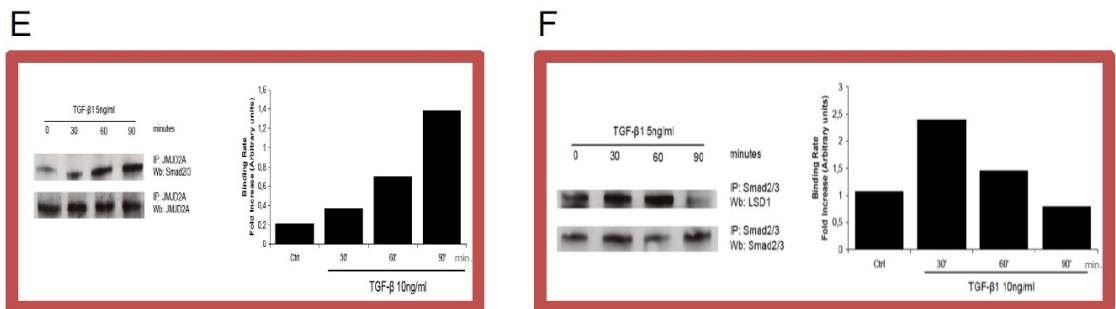 E
TGF-β1 5ng/ml
0 30 60 90 minutes
IP: JMJD2A
Wb: Smad2/3
IP: JMJD2A
Wb: JMJD2A
Binding Rate
Fold Increase (Arbitrary units)
1,6
1,4
1,2
1
0,8
0,6
0,4
0,2
0
Ctrl 30' 60' 90' min.
TGF-β 10ng/ml
F
TGF-β1 5ng/ml
0 30 60 90 minutes
IP: Smad2/3
Wb: LSD1
IP: Smad2/3
Wb: Smad2/3
Binding Rate
Fold Increase (Arbitrary units)
3
2,5
2
1,5
1
0,5
0
Ctrl 30' 60' 90' min.
TGF-β1 10ng/ml